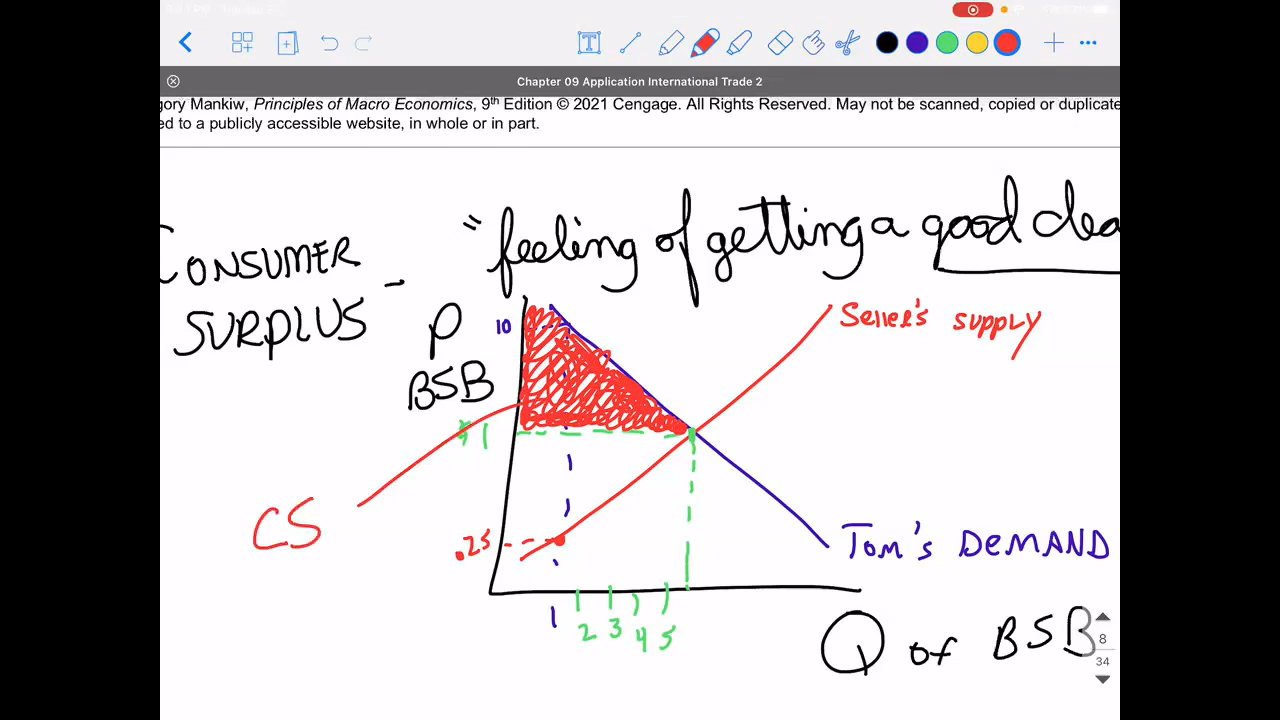 Chapter 09 Application International Trade 2
gory Mankiw, Principles of Macro Economics, 9th Edition © 2021 Cengage. All Rights Reserved. May not be scanned, copied or duplicate
ed to a publicly accessible website, in whole or in part.
CONSUMER
SURPLUS -
"feeling of getting a good dea
P
BSB
10
Seller's supply
$1
CS
.25
Tom's DEMAND
1 2 3 4 5
Q of BSB
8
34